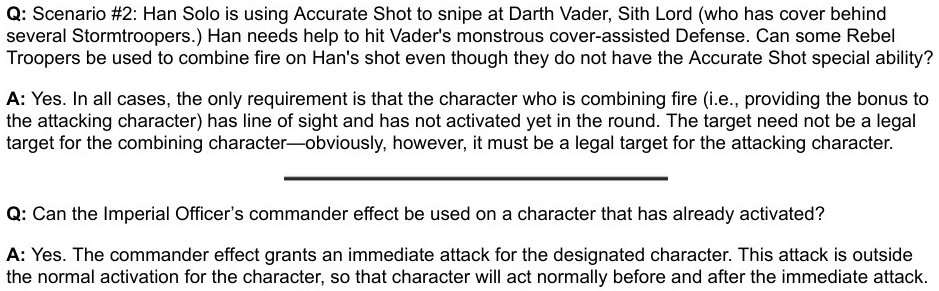 Q: Scenario #2: Han Solo is using Accurate Shot to snipe at Darth Vader, Sith Lord (who has cover behind
several Stormtroopers.) Han needs help to hit Vader's monstrous cover-assisted Defense. Can some Rebel
Troopers be used to combine fire on Han's shot even though they do not have the Accurate Shot special ability?
A: Yes. In all cases, the only requirement is that the character who is combining fire (i.e., providing the bonus to
the attacking character) has line of sight and has not activated yet in the round. The target need not be a legal
target for the combining character—obviously, however, it must be a legal target for the attacking character.
Q: Can the Imperial Officer’s commander effect be used on a character that has already activated?
A: Yes. The commander effect grants an immediate attack for the designated character. This attack is outside
the normal activation for the character, so that character will act normally before and after the immediate attack.